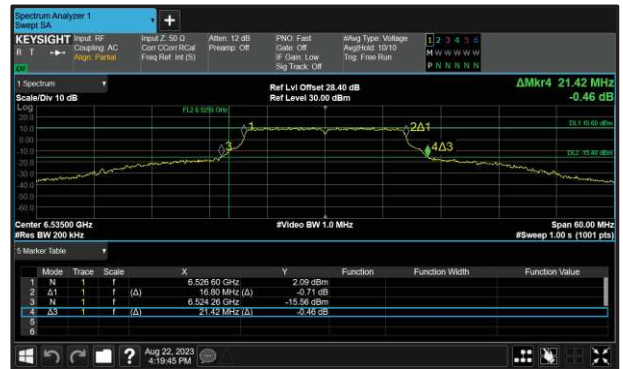 Spectrum Analyzer 1
Swept SA
+
KEYSIGHT Input: RF Input Z: 50 Ω Atten: 12 dB PNO: Fast #Avg Type: Voltage 1 2 3 4 5 6
R T Coupling: AC Corr CCorr RCal Preamp: Off Gate: Off Avg|Hold: 10/10 M W W W W W
Align: Partial Freq Ref: Int (S) IF Gain: Low Trig: Free Run
Sig Track: Off P N N N N N
1 Spectrum ΔMkr4 21.42 MHz
Scale/Div 10 dB Ref Lvl Offset 28.40 dB -0.46 dB
Ref Level 30.00 dBm
Log
20.0
10.0
0.00
-10.0
-20.0
-30.0
-40.0
-50.0
-60.0
1 2Δ1 DL1 10.60 dBm
3 4Δ3 DL2 -15.40 dBm
Center 6.53500 GHz #Video BW 1.0 MHz Span 60.00 MHz
#Res BW 200 kHz #Sweep 1.00 s (1001 pts)
5 Marker Table
Mode Trace Scale X Y Function Function Width Function Value
1 N 1 f 6.526 60 GHz 2.09 dBm
2 Δ1 1 f (Δ) 16.80 MHz (Δ) -0.71 dB
3 N 1 f 6.524 26 GHz -15.56 dBm
4 Δ3 1 f (Δ) 21.42 MHz (Δ) -0.46 dB
5
6
? Aug 22, 2023
4:19:45 PM